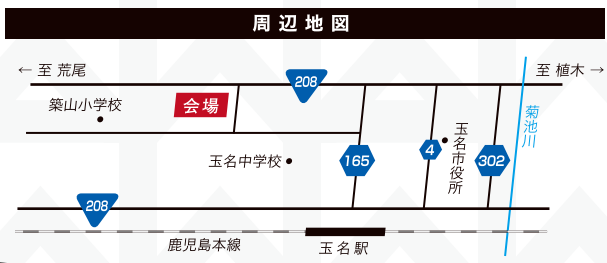 周辺地図
← 至 荒尾
208
至 植木 →
築山小学校
会場
菊池川
玉名中学校
165
4
玉名市役所
302
208
鹿児島本線
玉名駅